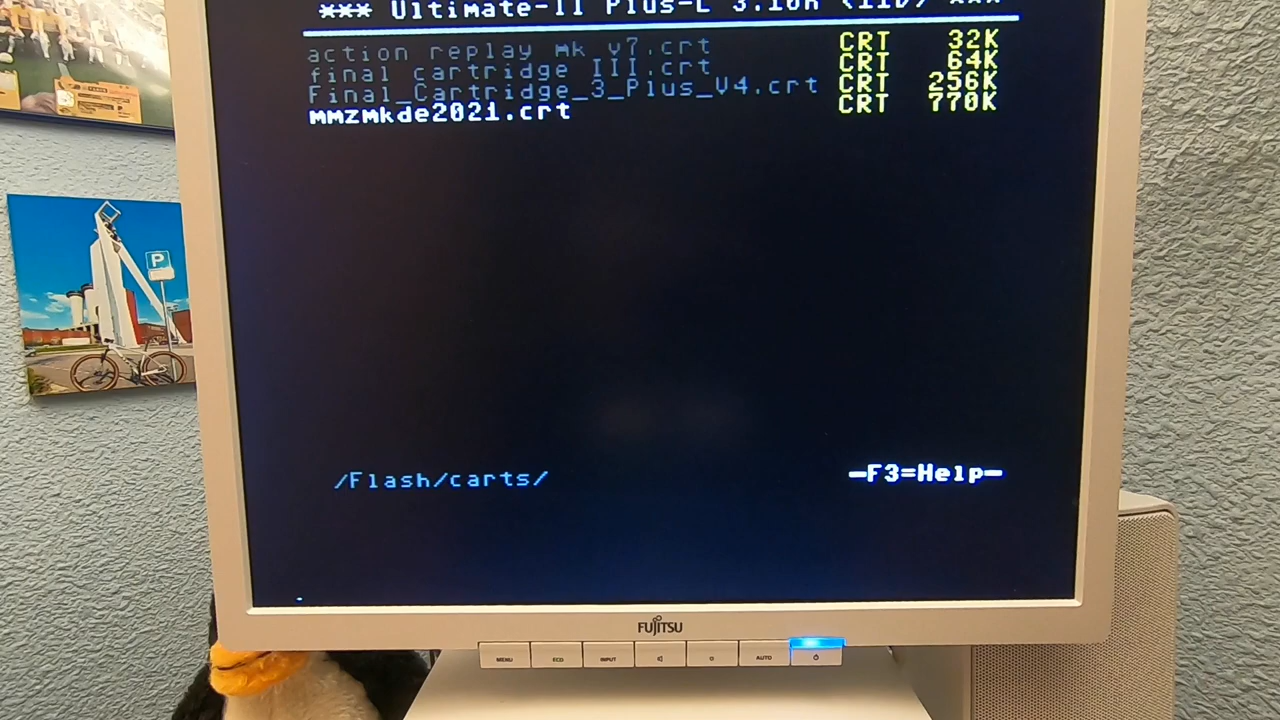 *** Ultimate-II Plus-L 3.10h (11D) ***
action replay mk v7.crt CRT 32K
final cartridge III.crt CRT 64K
Final_Cartridge_3_Plus_V4.crt CRT 256K
mmzmkde2021.crt CRT 770K
P
/Flash/carts/ —F3=Help—
FUJITSU
MENU ECO INPUT AUTO